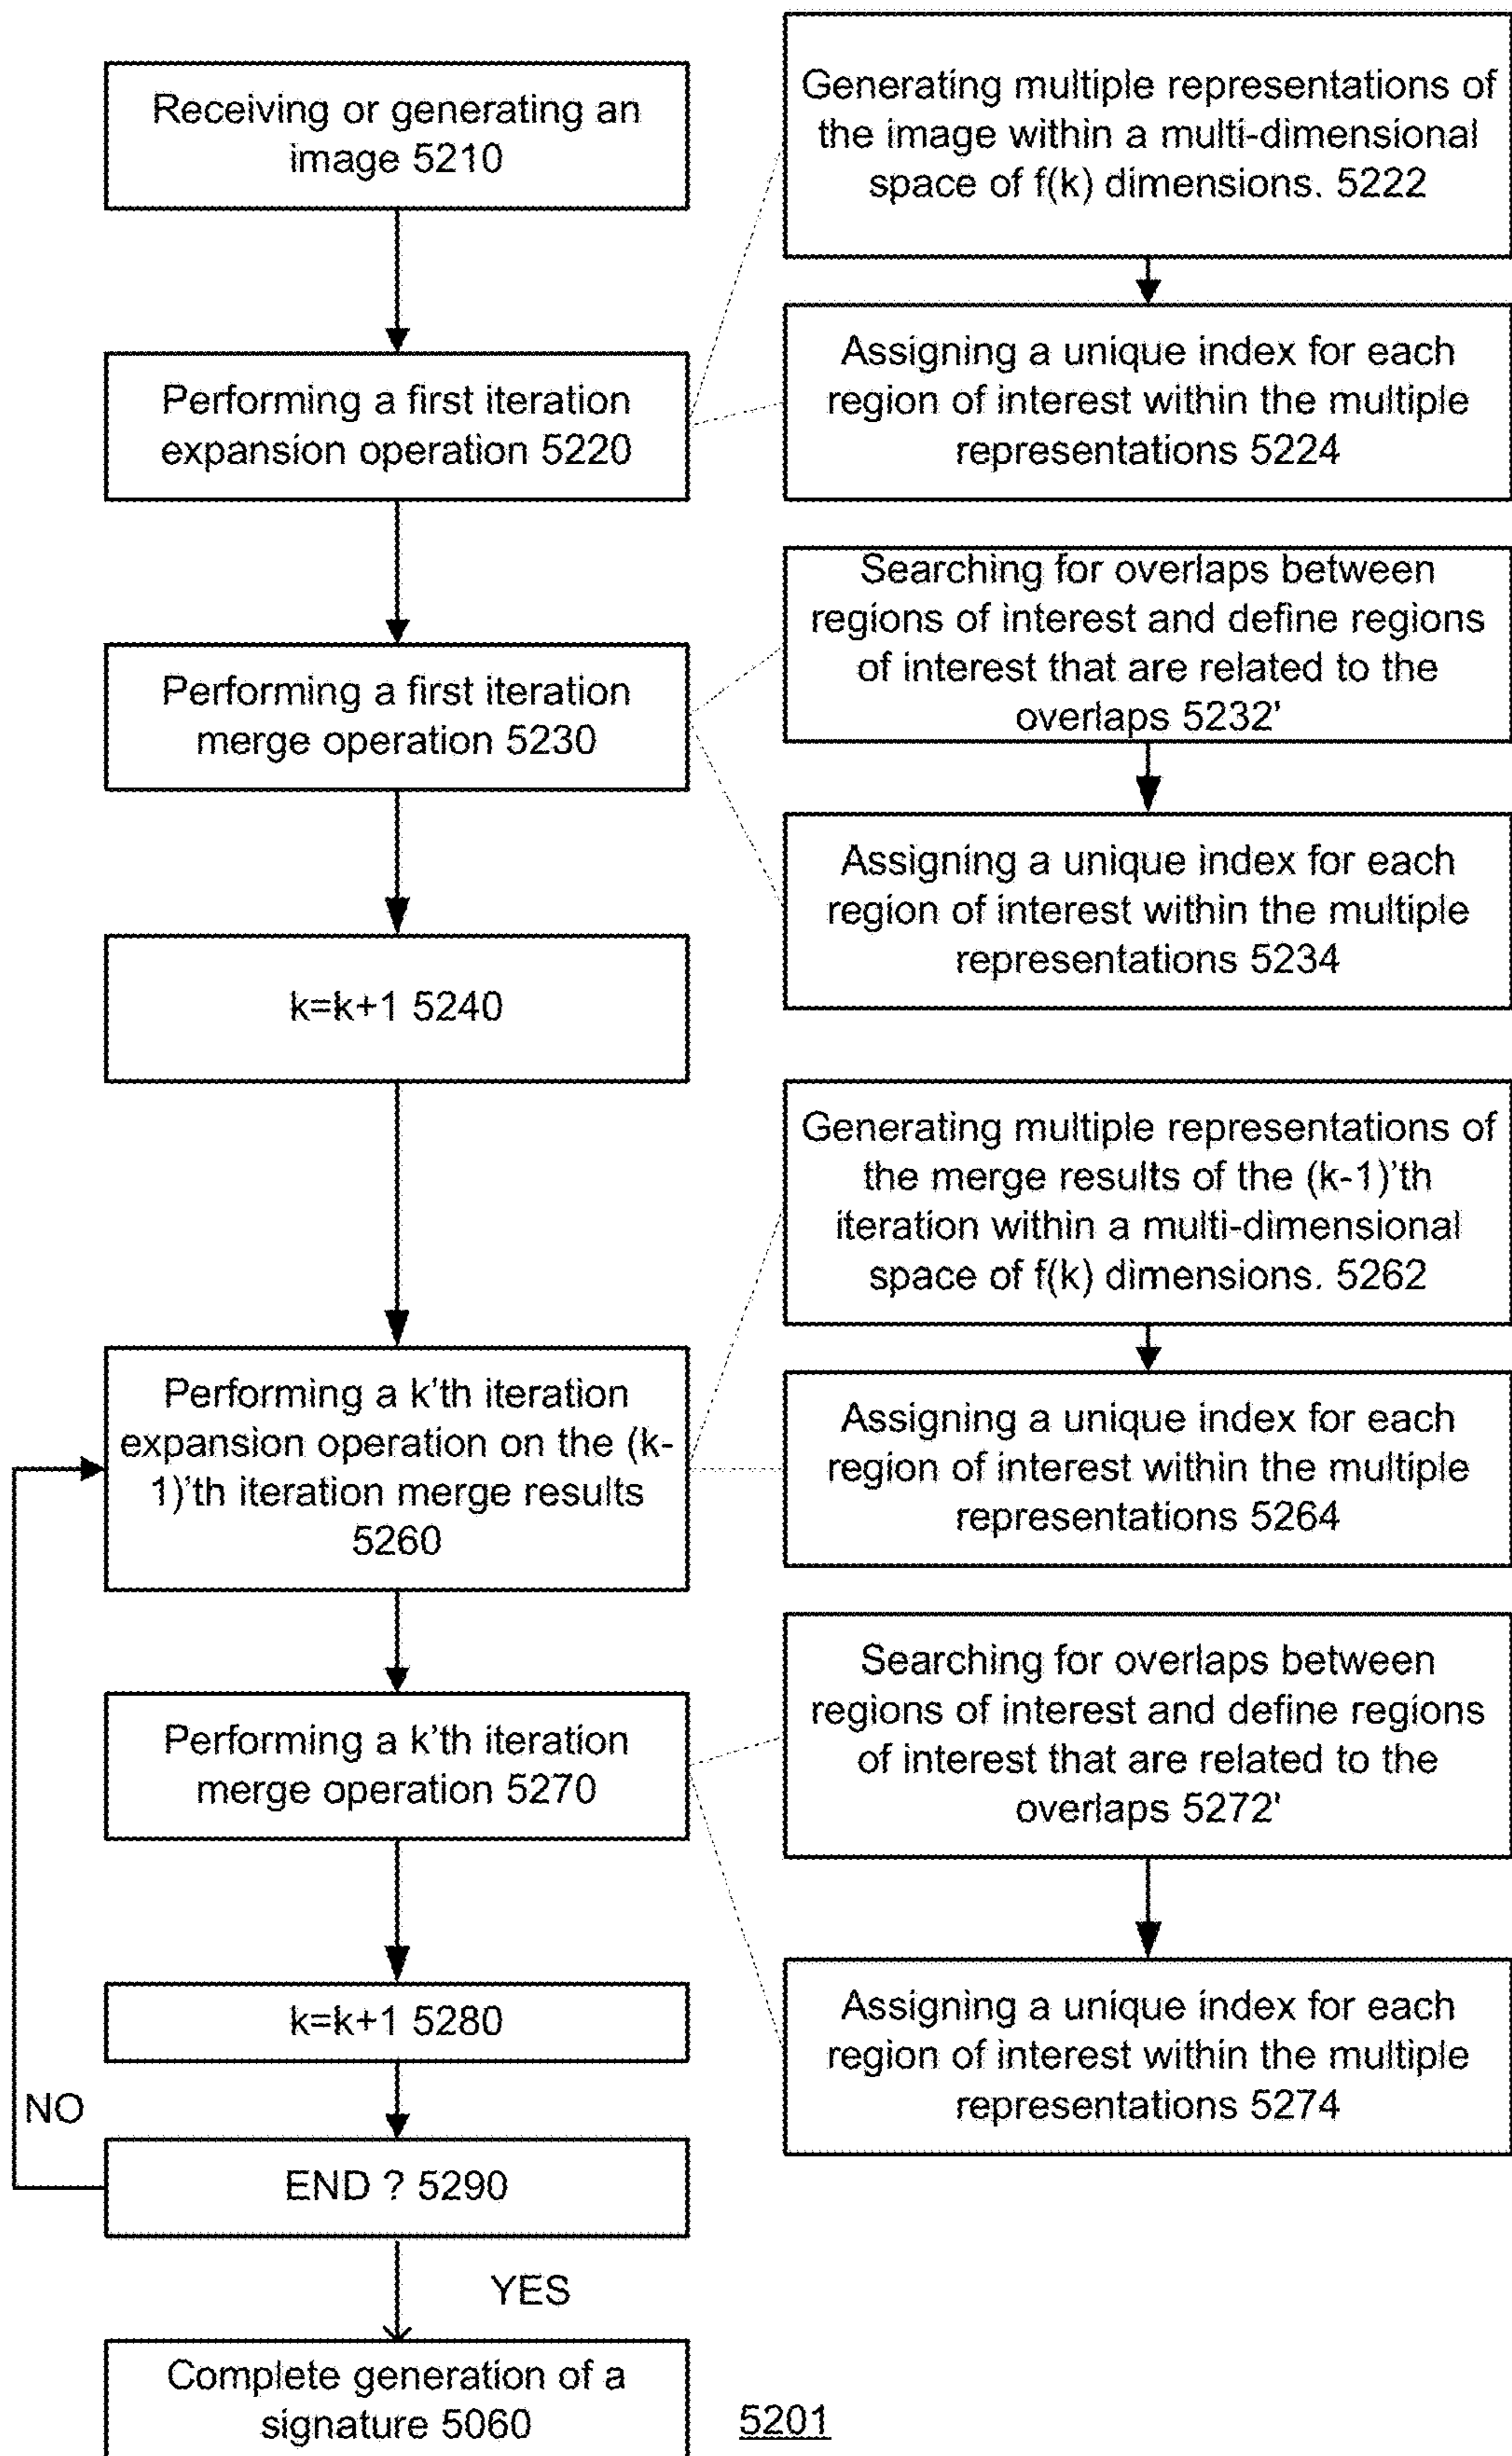 Receiving or generating an
image 5210
Generating multiple representations of
the image within a multi-dimensional
space of f(k) dimensions. 5222
Performing a first iteration
expansion operation 5220
Assigning a unique index for each
region of interest within the multiple
representations 5224
Performing a first iteration
merge operation 5230
Searching for overlaps between
regions of interest and define regions
of interest that are related to the
overlaps 5232'
Assigning a unique index for each
region of interest within the multiple
representations 5234
k=k+1 5240
Generating multiple representations of
the merge results of the (k-1)'th
iteration within a multi-dimensional
space of f(k) dimensions. 5262
Performing a k'th iteration
expansion operation on the (k-
1)'th iteration merge results
5260
Assigning a unique index for each
region of interest within the multiple
representations 5264
Performing a k'th iteration
merge operation 5270
Searching for overlaps between
regions of interest and define regions
of interest that are related to the
overlaps 5272'
k=k+1 5280
Assigning a unique index for each
region of interest within the multiple
representations 5274
NO
END ? 5290
YES
Complete generation of a
signature 5060
5201